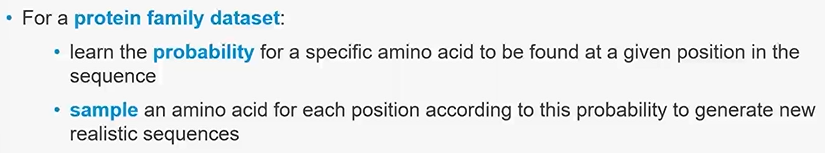 • For a protein family dataset:
• learn the probability for a specific amino acid to be found at a given position in the
sequence
• sample an amino acid for each position according to this probability to generate new
realistic sequences